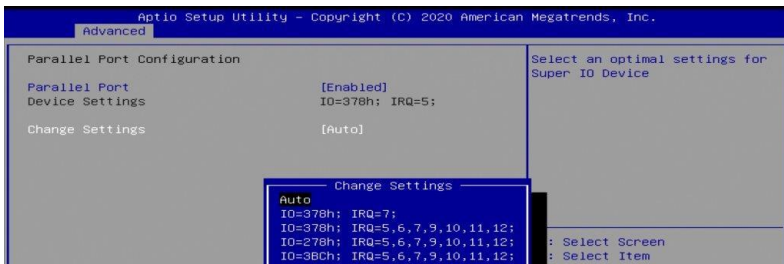 Aptio Setup Utility – Copyright (C) 2020 American Megatrends, Inc.
Advanced
Parallel Port Configuration
Select an optimal settings for
Super IO Device
Parallel Port [Enabled]
Device Settings IO=378h; IRQ=5;
Change Settings [Auto]
Change Settings
Auto
IO=378h; IRQ=7;
IO=378h; IRQ=5,6,7,9,10,11,12;
IO=278h; IRQ=5,6,7,9,10,11,12;
IO=3BCh; IRQ=5,6,7,9,10,11,12;
: Select Screen
: Select Item